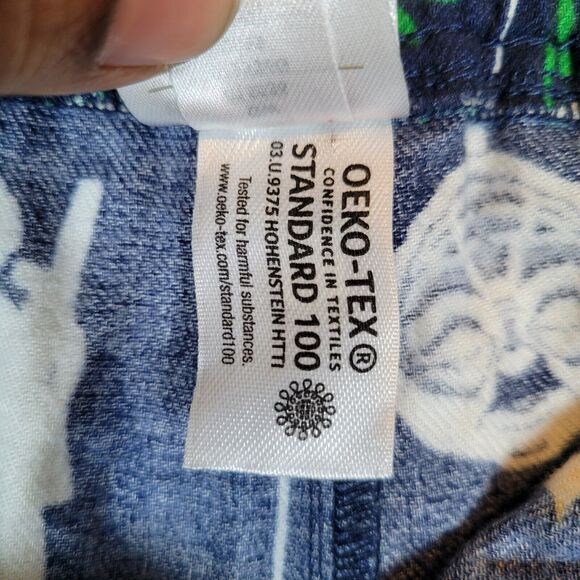 OEKO-TEX®
CONFIDENCE IN TEXTILES
STANDARD 100
03.U.9375 HOHENSTEIN HTTI
Tested for harmful substances.
www.oeko-tex.com/standard100